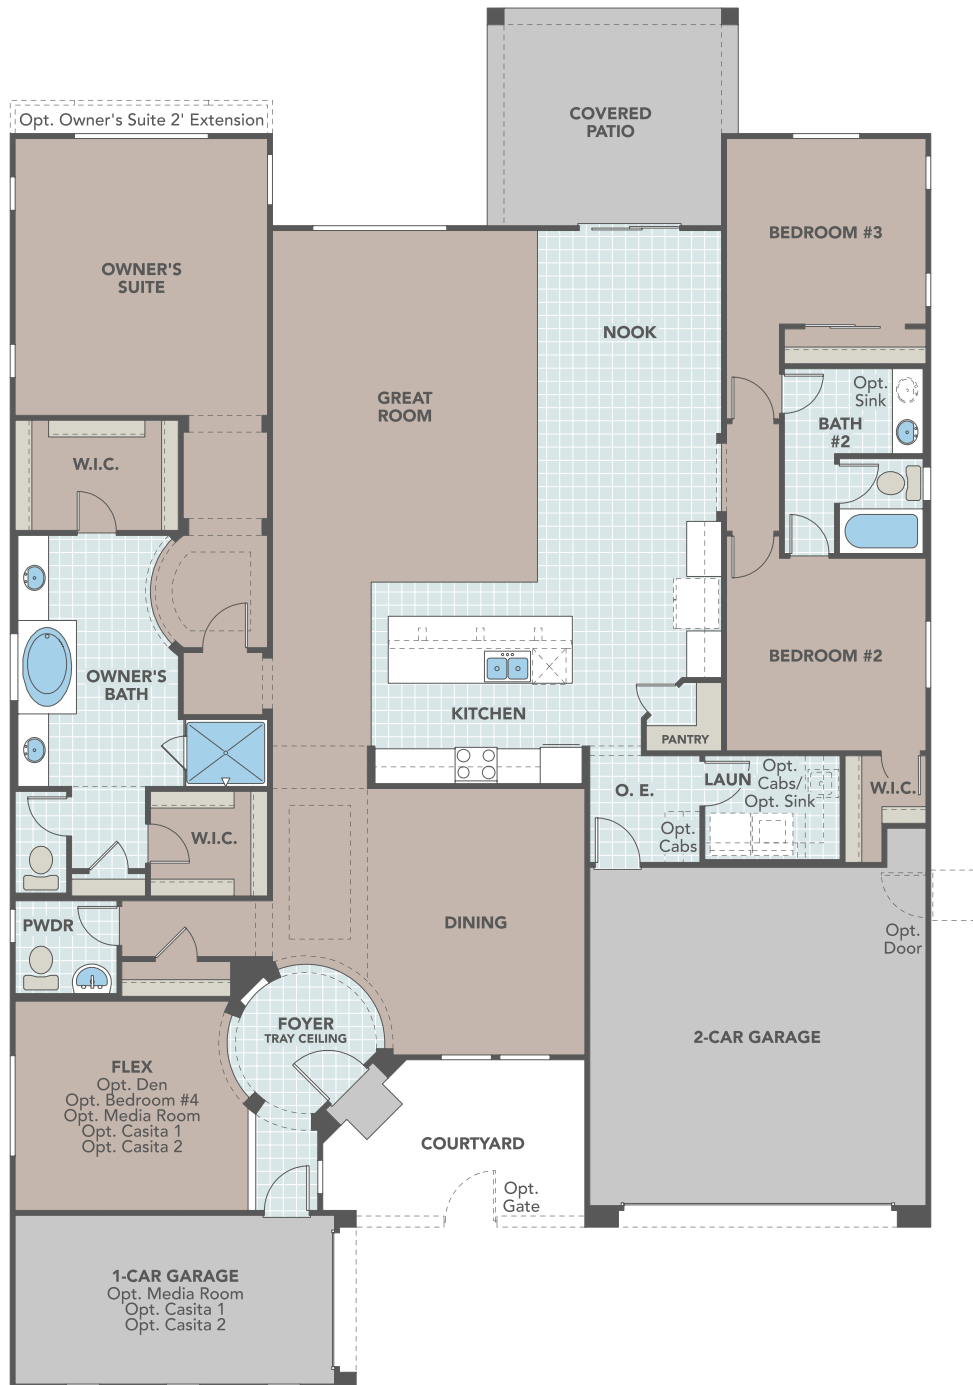 COVERED
PATIO
Opt. Owner's Suite 2' Extension
BEDROOM #3
OWNER'S
SUITE
NOOK
GREAT
ROOM
Opt.
Sink
BATH
#2
W.I.C.
OWNER'S
BATH
BEDROOM #2
KITCHEN
PANTRY
O. E.
LAUN
Opt.
Cabs/
Opt. Sink
W.I.C.
Opt.
Cabs
W.I.C.
PWDR
DINING
Opt.
Door
FOYER
TRAY CEILING
2-CAR GARAGE
FLEX
Opt. Den
Opt. Bedroom #4
Opt. Media Room
Opt. Casita 1
Opt. Casita 2
COURTYARD
Opt.
Gate
1-CAR GARAGE
Opt. Media Room
Opt. Casita 1
Opt. Casita 2